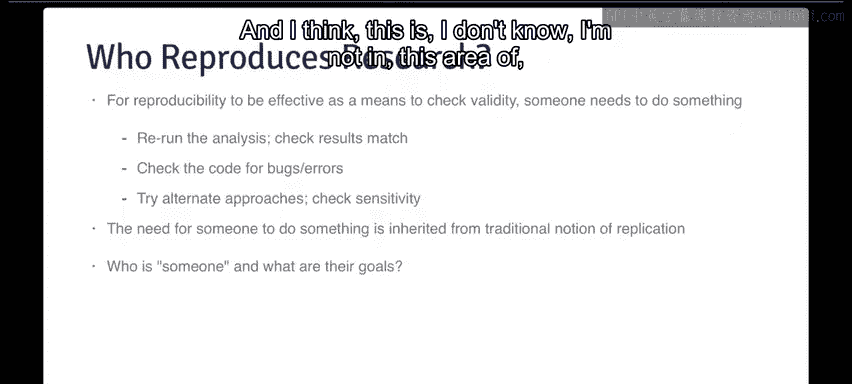 And I think, this is, I don't know, I'm
not in, this area of,
Who Reproduces Research?
· For reproducibility to be effective as a means to check validity, someone needs to do something
- Re-run the analysis; check results match
- Check the code for bugs/errors
- Try alternate approaches; check sensitivity
· The need for someone to do something is inherited from traditional notion of replication
· Who is "someone" and what are their goals?